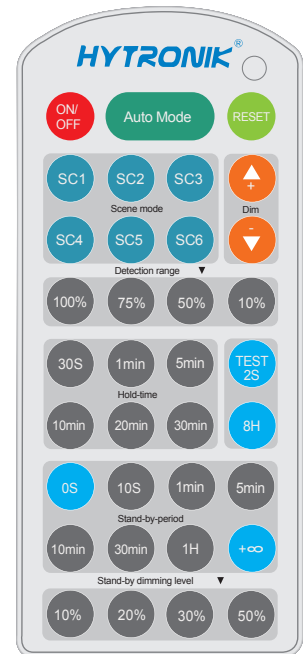 HYTRONIK®
ON/OFF Auto Mode RESET
SC1 SC2 SC3 +
Scene mode Dim
SC4 SC5 SC6 -
Detection range ▼
100% 75% 50% 10%
30S 1min 5min TEST 2S
Hold-time
10min 20min 30min 8H
0S 10S 1min 5min
Stand-by-period
10min 30min 1H +∞
Stand-by dimming level ▼
10% 20% 30% 50%